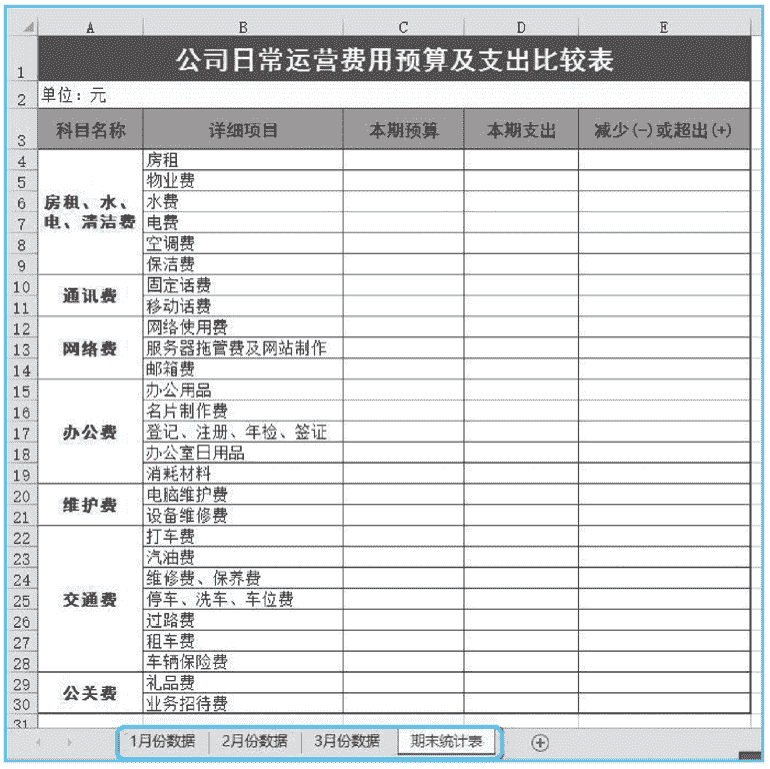 A B C D E
1 公司日常运营费用预算及支出比较表
2 单位：元
3 科目名称 详细项目 本期预算 本期支出 减少(-)或超出(+)
4 房租
5 物业费
6 房租、水、 水费
7 电、清洁费 电费
8 空调费
9 保洁费
10 通讯费 固定话费
11 移动话费
12 网络使用费
13 网络费 服务器拖管费及网站制作
14 邮箱费
15 办公用品
16 名片制作费
17 办公费 登记、注册、年检、签证
18 办公室日用品
19 消耗材料
20 维护费 电脑维护费
21 设备维修费
22 打车费
23 汽油费
24 维修费、保养费
25 交通费 停车、洗车、车位费
26 过路费
27 租车费
28 车辆保险费
29 公关费 礼品费
30 业务招待费
31
1月份数据 2月份数据 3月份数据 期末统计表